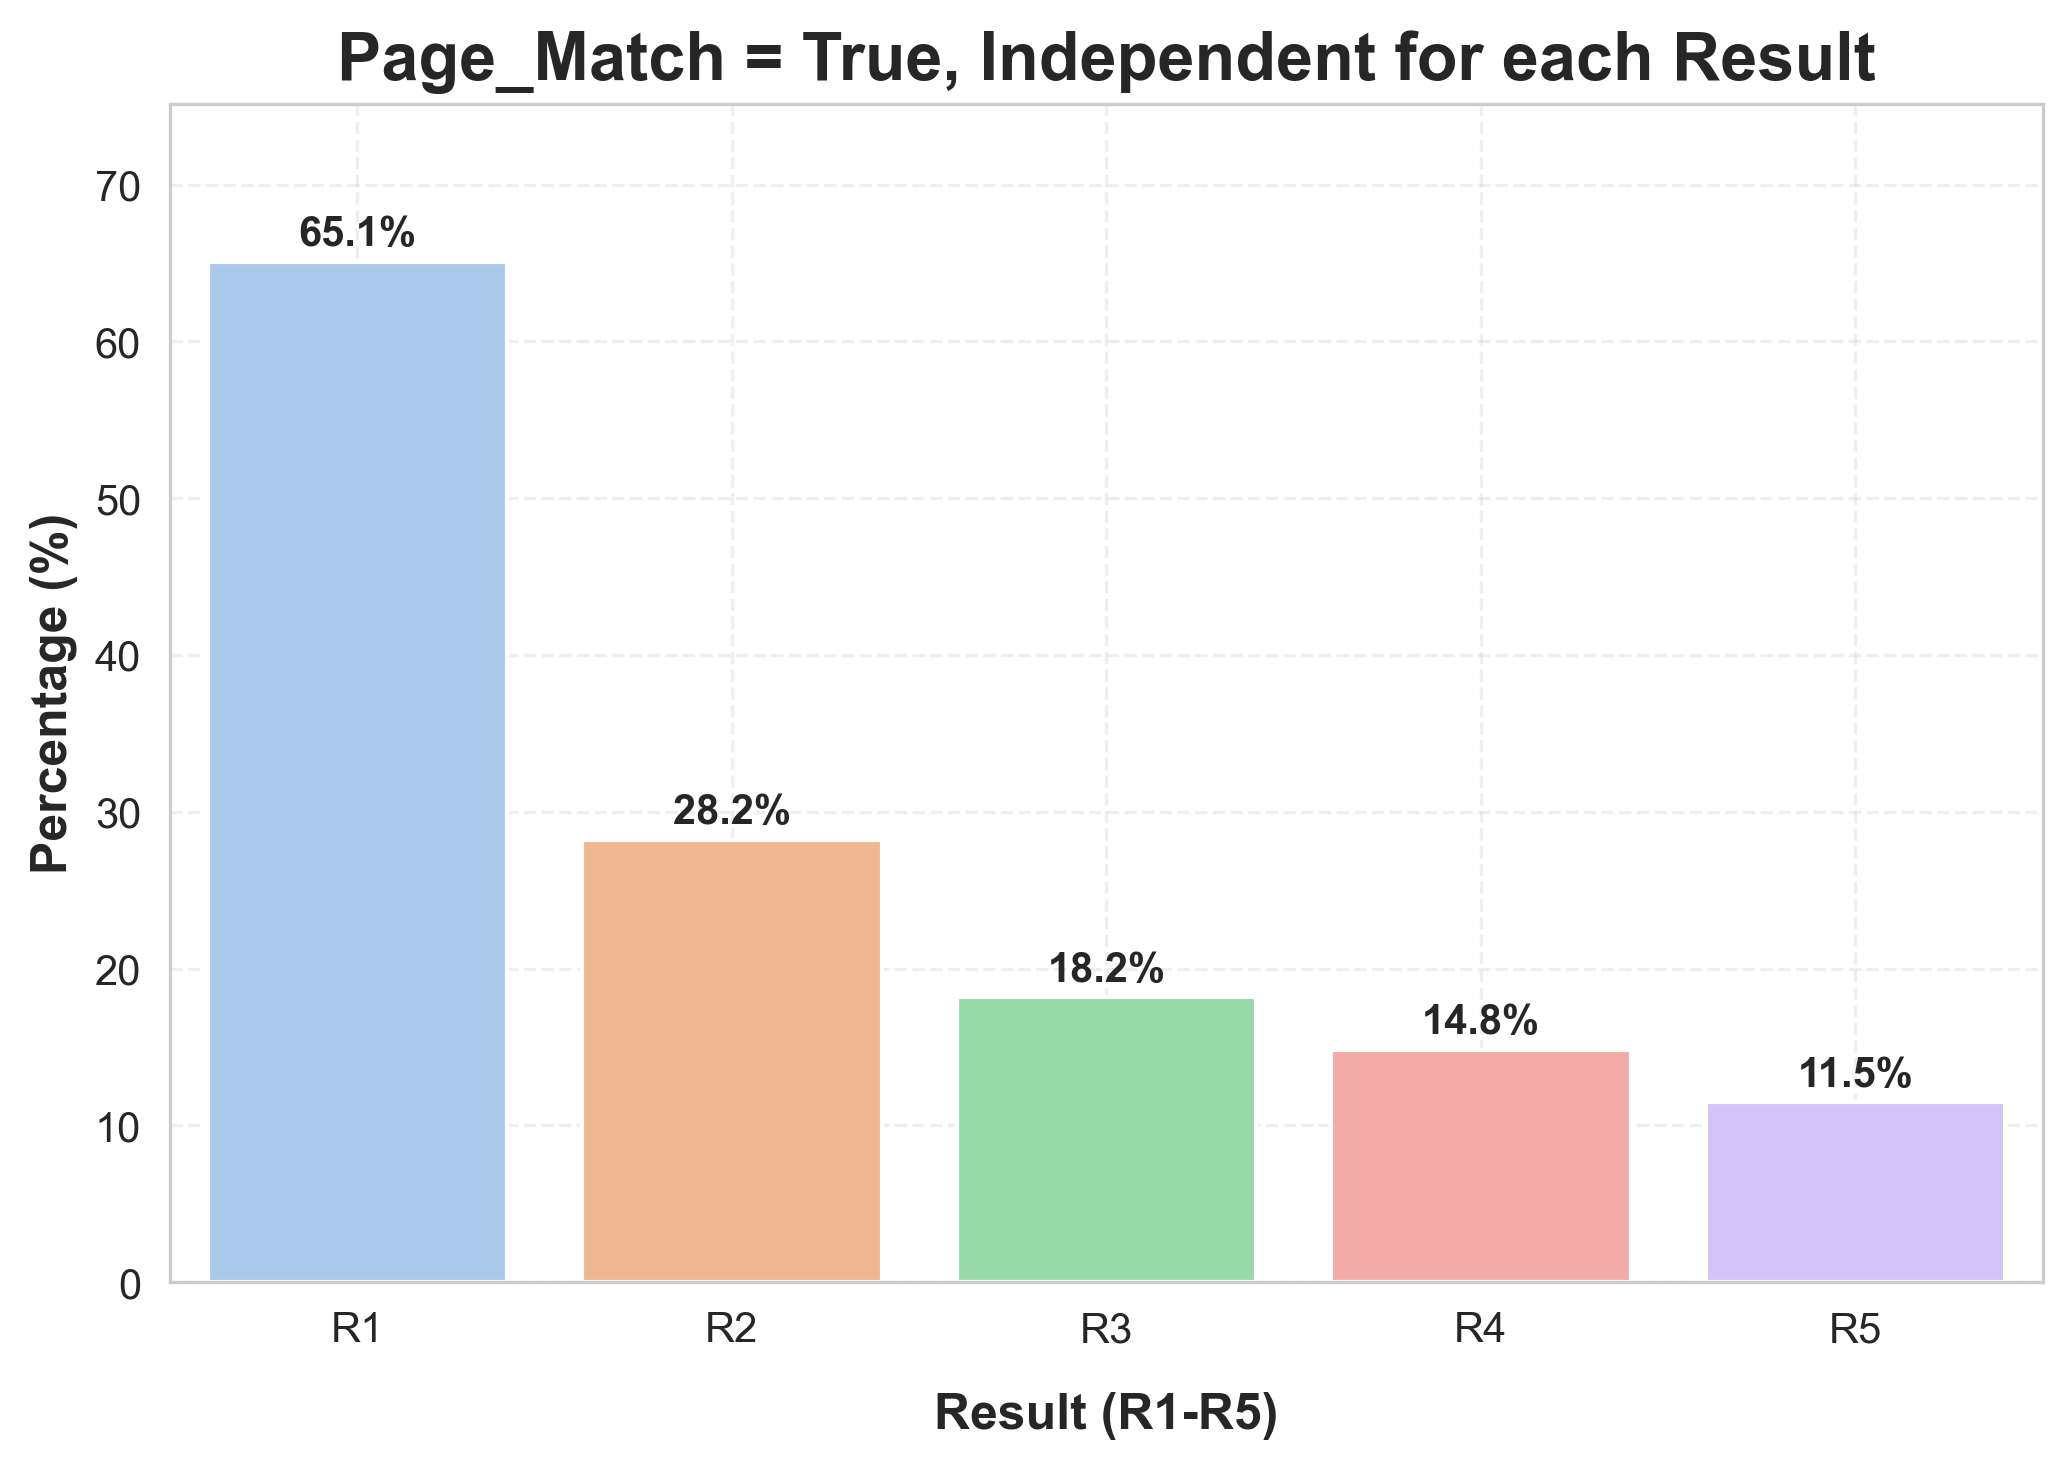 Page_Match = True, Independent for each Result
Percentage (%)
70
60
50
40
30
20
10
0
65.1%
28.2%
18.2%
14.8%
11.5%
R1
R2
R3
R4
R5
Result (R1-R5)